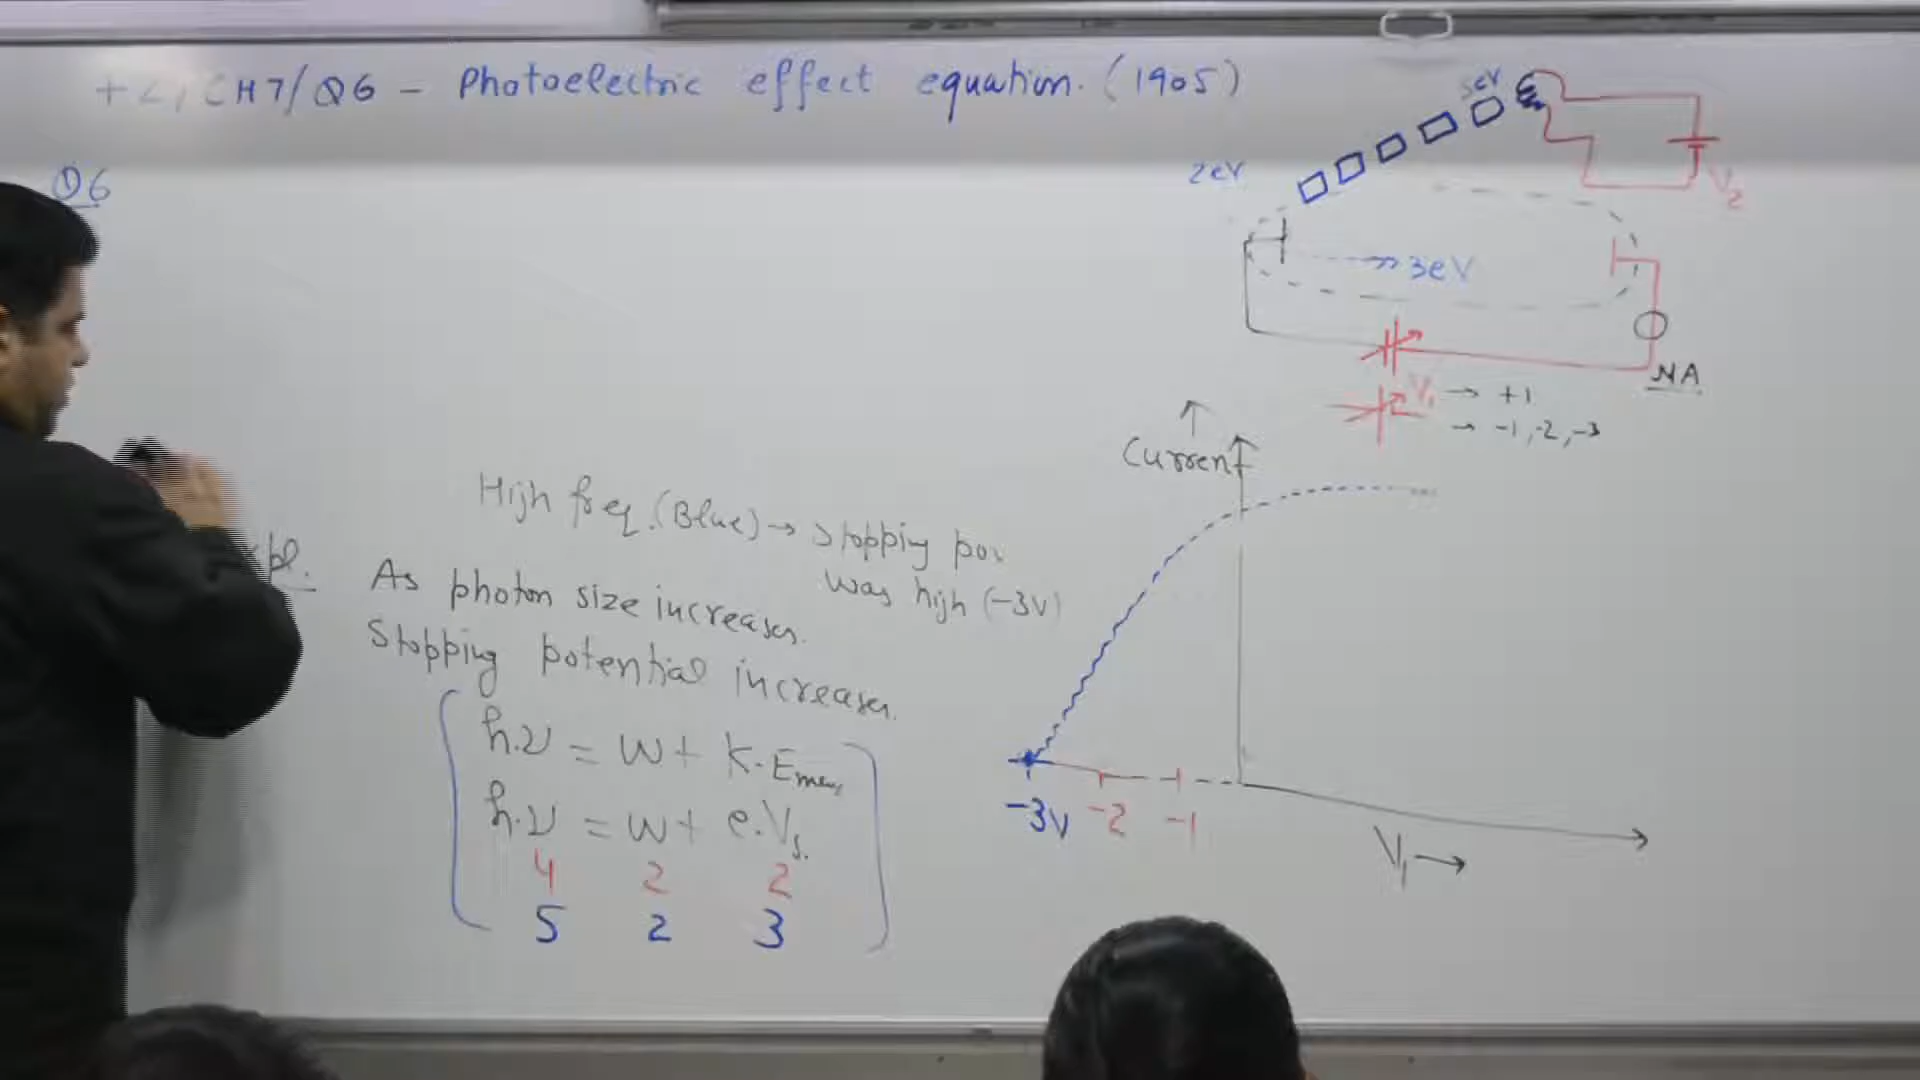 +2, CH7/Q6 - Photoelectric effect equation. (1905)
Q6
5eV
2eV
V2
3eV
NA
V1 → +1
→ -1, -2, -3
Current
High freq. (Blue) → Stopping
was high (-3V)
As photon size increases.
Stopping potential increases.
h.ν = W + K.Emax
h.ν = W + e.Vs.
4 2 2
5 2 3
-3V -2 -1
V1 →